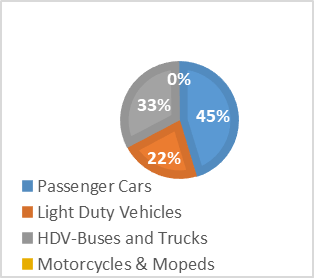 0%
33%
45%
22%
Passenger Cars
Light Duty Vehicles
HDV-Buses and Trucks
Motorcycles & Mopeds